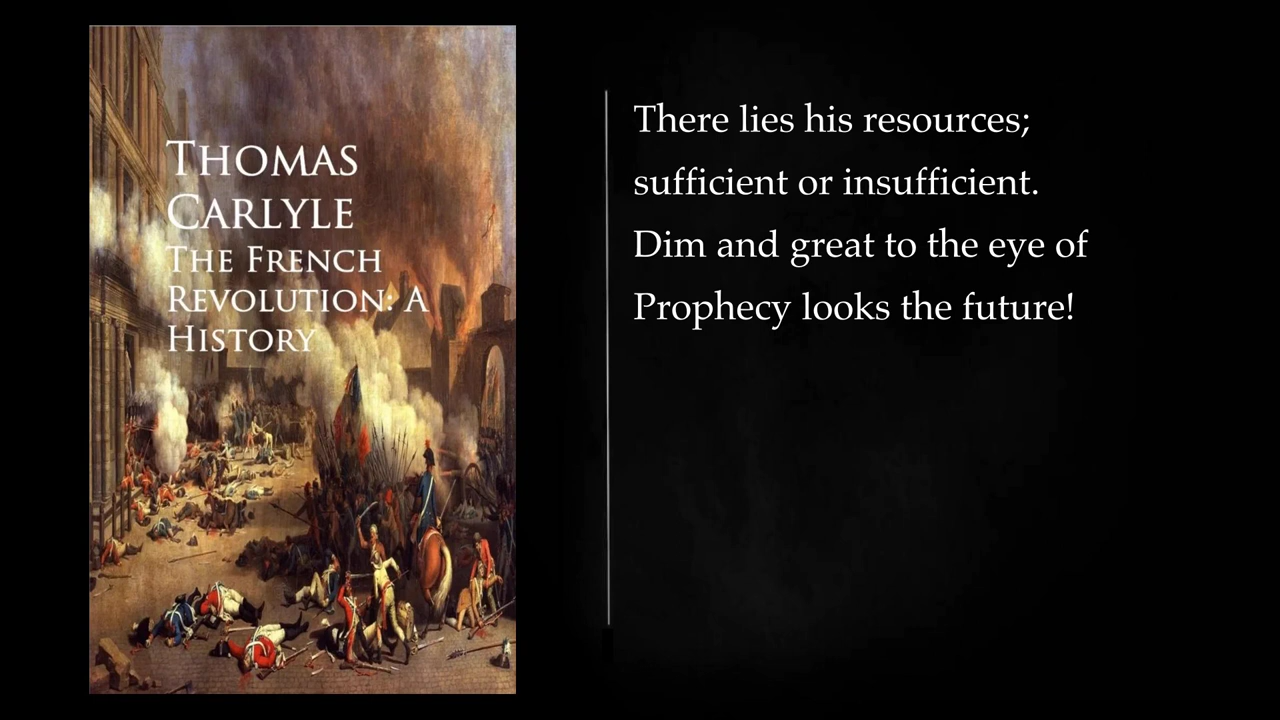 THOMAS
CARLYLE
THE FRENCH
REVOLUTION: A
HISTORY
There lies his resources;
sufficient or insufficient.
Dim and great to the eye of
Prophecy looks the future!